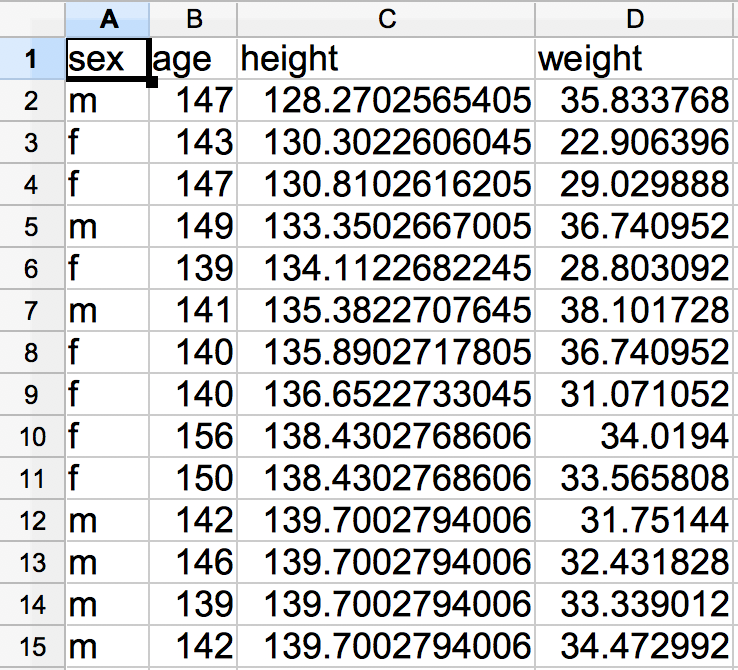 A B C D
1 sex age height weight
2 m 147 128.2702565405 35.833768
3 f 143 130.3022606045 22.906396
4 f 147 130.8102616205 29.029888
5 m 149 133.3502667005 36.740952
6 f 139 134.1122682245 28.803092
7 m 141 135.3822707645 38.101728
8 f 140 135.8902717805 36.740952
9 f 140 136.6522733045 31.071052
10 f 156 138.4302768606 34.0194
11 f 150 138.4302768606 33.565808
12 m 142 139.7002794006 31.75144
13 m 146 139.7002794006 32.431828
14 m 139 139.7002794006 33.339012
15 m 142 139.7002794006 34.472992